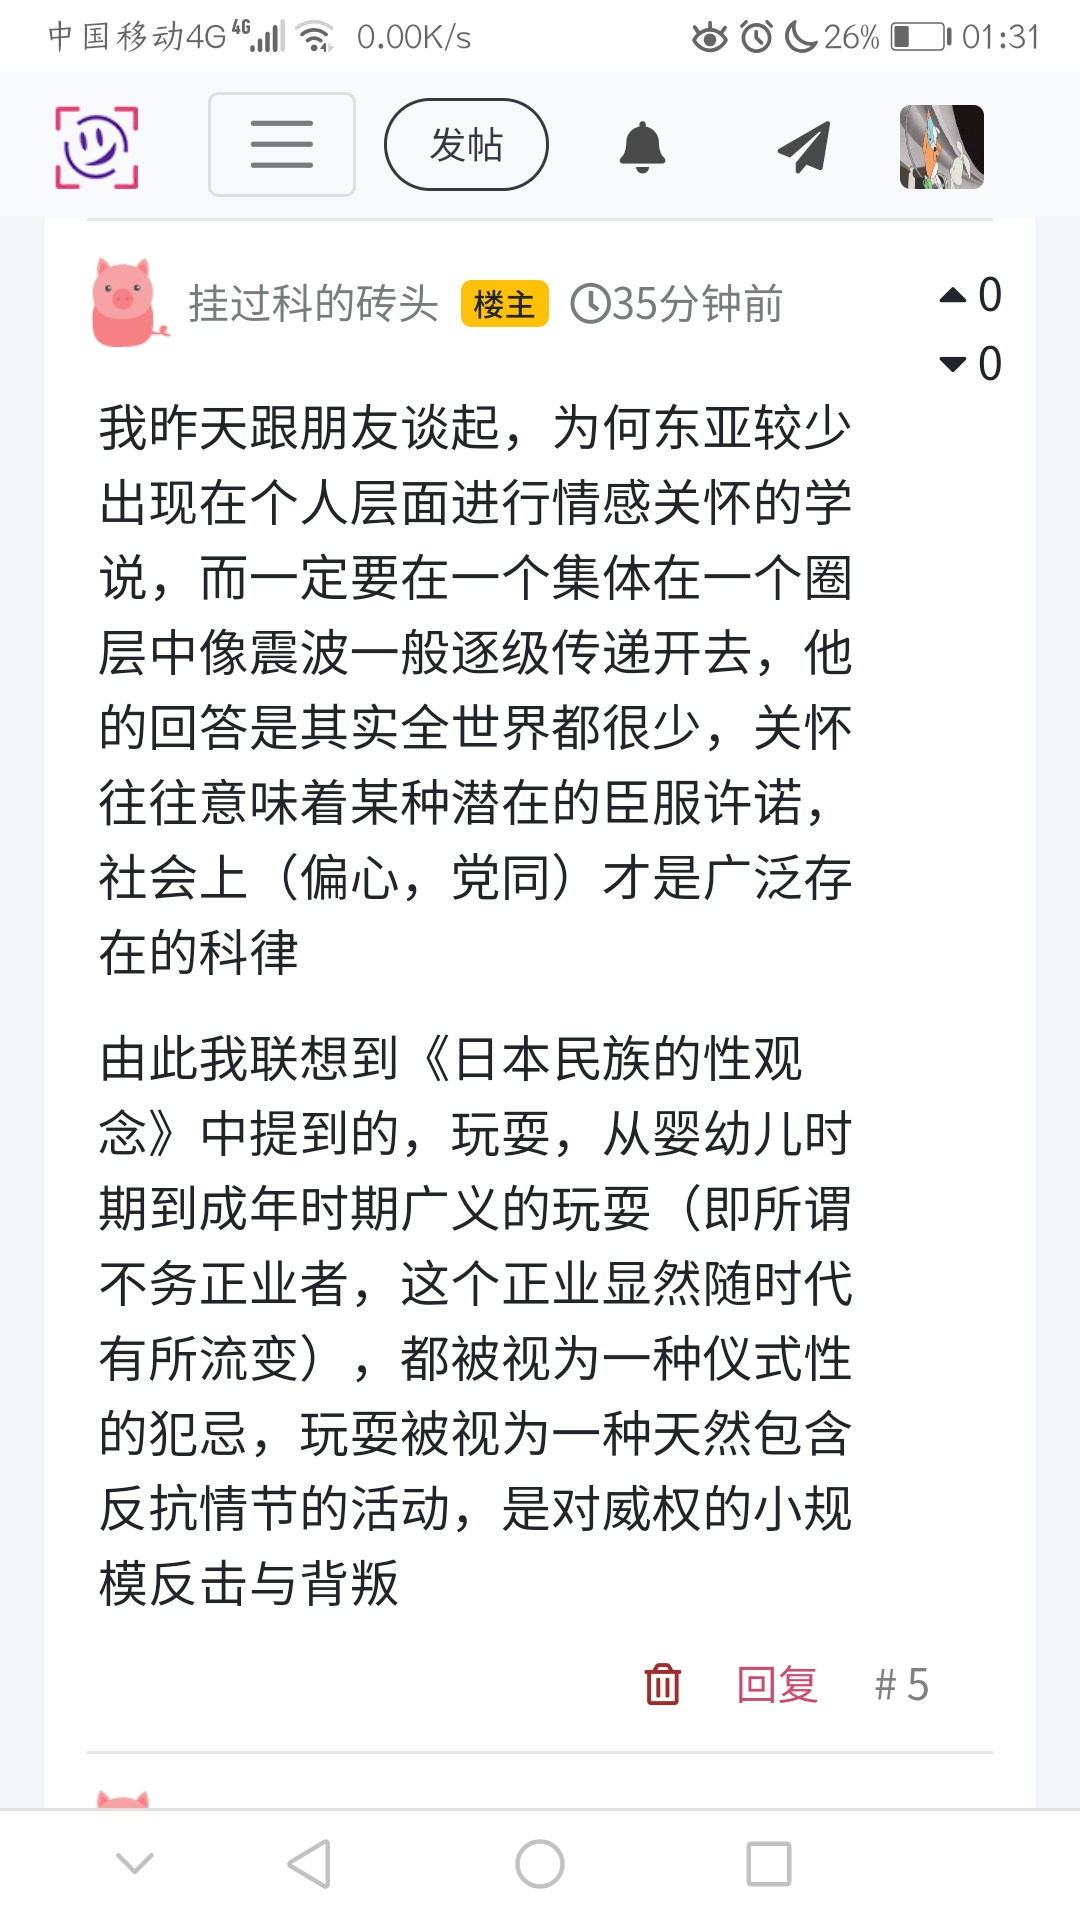 中国移动4G 4G 0.00K/s 26% 01:31
发帖
挂过科的砖头 楼主 35分钟前 0
0
我昨天跟朋友谈起，为何东亚较少
出现在个人层面进行情感关怀的学
说，而一定要在一个集体在一个圈
层中像震波一般逐级传递开去，他
的回答是其实全世界都很少，关怀
往往意味着某种潜在的臣服许诺，
社会上（偏心，党同）才是广泛存
在的科律
由此我联想到《日本民族的性观
念》中提到的，玩耍，从婴幼儿时
期到成年时期广义的玩耍（即所谓
不务正业者，这个正业显然随时代
有所流变），都被视为一种仪式性
的犯忌，玩耍被视为一种天然包含
反抗情节的活动，是对威权的小规
模反击与背叛
回复 # 5